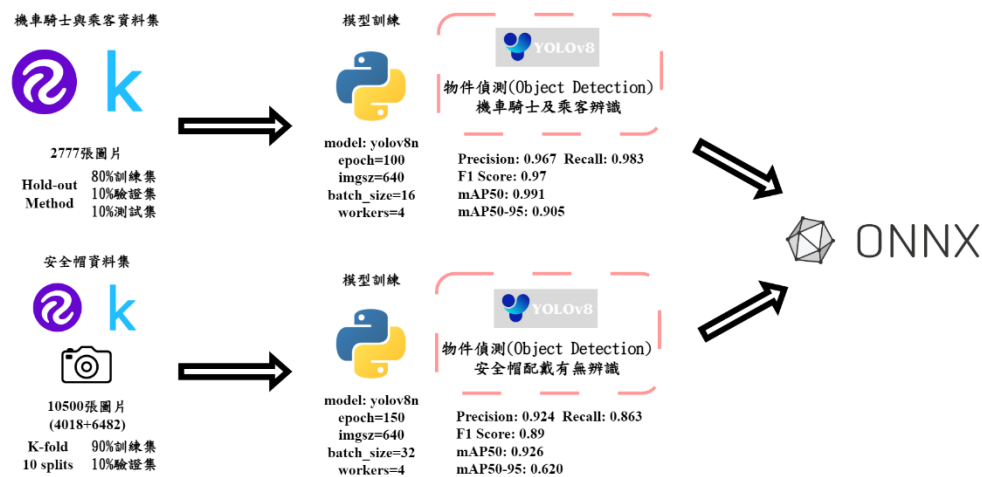 機車騎士與乘客資料集
k
2777張圖片
Hold-out
Method
80%訓練集
10%驗證集
10%測試集
模型訓練
model: yolov8n
epoch=100
imgsz=640
batch_size=16
workers=4
YOLOv8
物件偵測(Object Detection)
機車騎士及乘客辨識
Precision: 0.967 Recall: 0.983
F1 Score: 0.97
mAP50: 0.991
mAP50-95: 0.905
安全帽資料集
k
10500張圖片
(4018+6482)
K-fold
10 splits
90%訓練集
10%驗證集
模型訓練
model: yolov8n
epoch=150
imgsz=640
batch_size=32
workers=4
YOLOv8
物件偵測(Object Detection)
安全帽配戴有無辨識
Precision: 0.924 Recall: 0.863
F1 Score: 0.89
mAP50: 0.926
mAP50-95: 0.620
ONNX